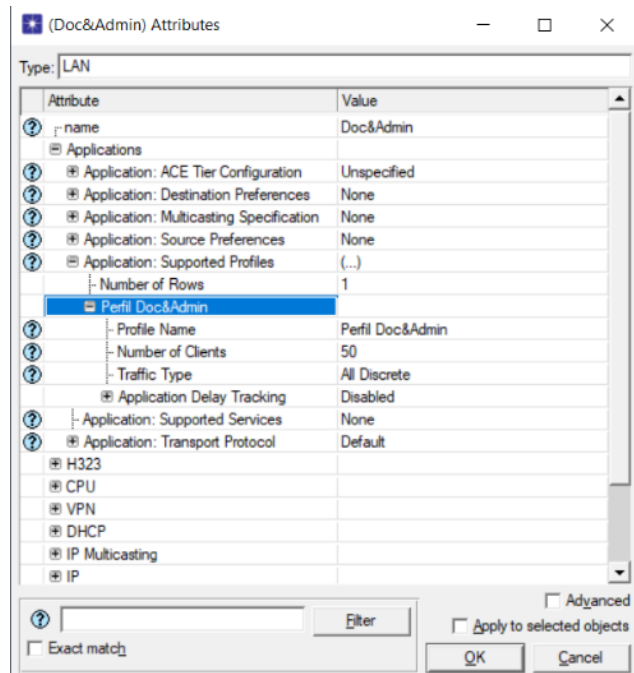 (Doc&Admin) Attributes
Type: LAN
Attribute Value
name Doc&Admin
Applications
Application: ACE Tier Configuration Unspecified
Application: Destination Preferences None
Application: Multicasting Specification None
Application: Source Preferences None
Application: Supported Profiles (...)
Number of Rows 1
Perfil Doc&Admin
Profile Name Perfil Doc&Admin
Number of Clients 50
Traffic Type All Discrete
Application Delay Tracking Disabled
Application: Supported Services None
Application: Transport Protocol Default
H323
CPU
VPN
DHCP
IP Multicasting
IP
Advanced
Filter Apply to selected objects
Exact match OK Cancel